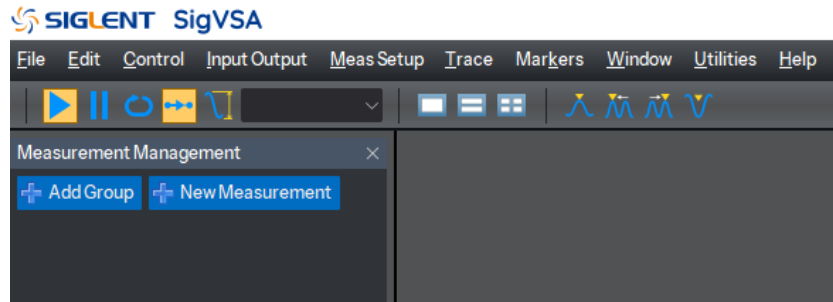 SIGLENT SigVSA
File Edit Control Input Output Meas Setup Trace Markers Window Utilities Help
Measurement Management
Add Group New Measurement